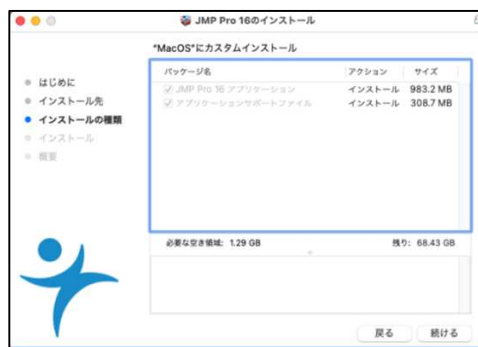 JMP Pro 16のインストール
"MacOS"にカスタムインストール
はじめに
インストール先
インストールの種類
インストール
概要
パッケージ名 アクション サイズ
JMP Pro 16 アプリケーション インストール 983.2 MB
アプリケーションサポートファイル インストール 308.7 MB
必要な空き領域: 1.29 GB 残り: 68.43 GB
戻る 続ける